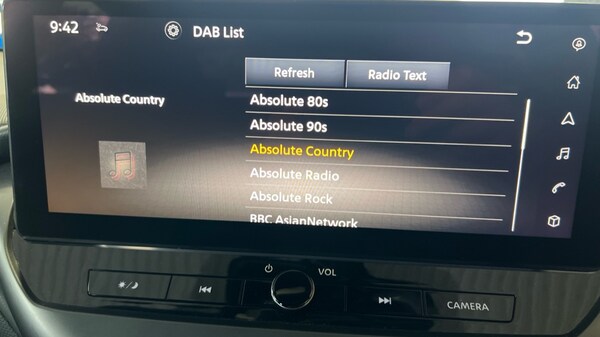 9:42
DAB List
Refresh
Radio Text
Absolute Country
Absolute 80s
Absolute 90s
Absolute Country
Absolute Radio
Absolute Rock
BBC AsianNetwork
VOL
CAMERA